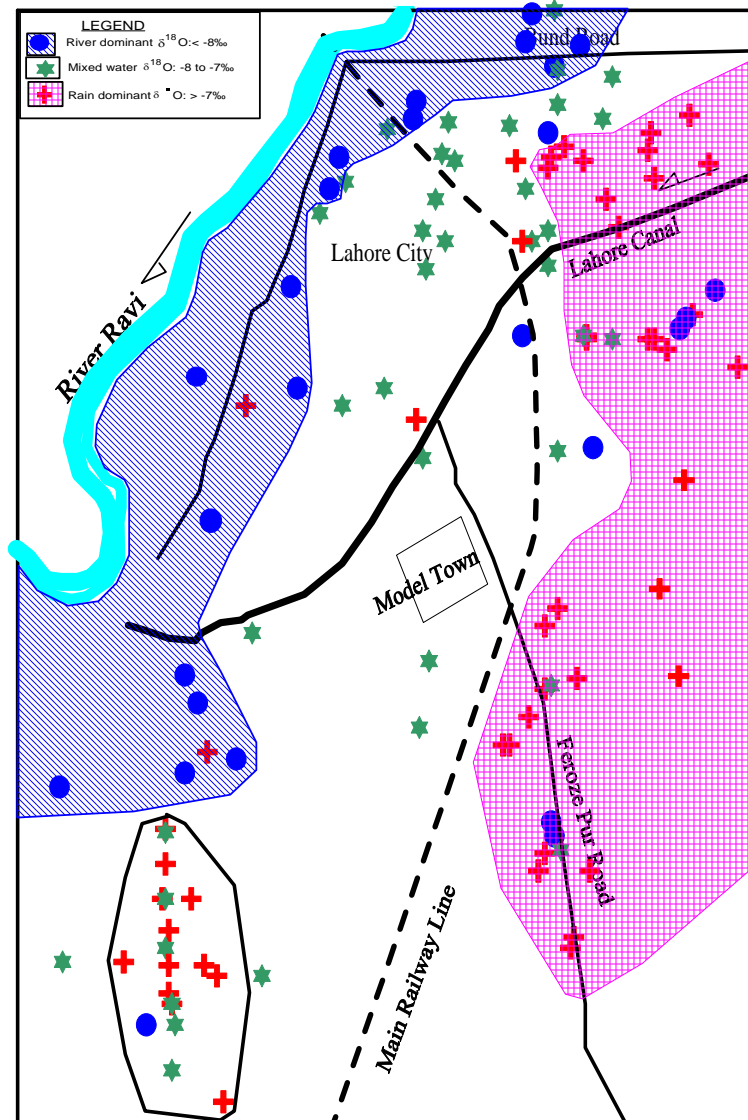 LEGEND
River dominant δ¹⁸O:< -8‰
Mixed water δ¹⁸O: -8 to -7‰
Rain dominant δ ⁻O: > -7‰
Bund Road
Lahore City
Lahore Canal
River Ravi
Model Town
Feroze Pur Road
Main Railway Line